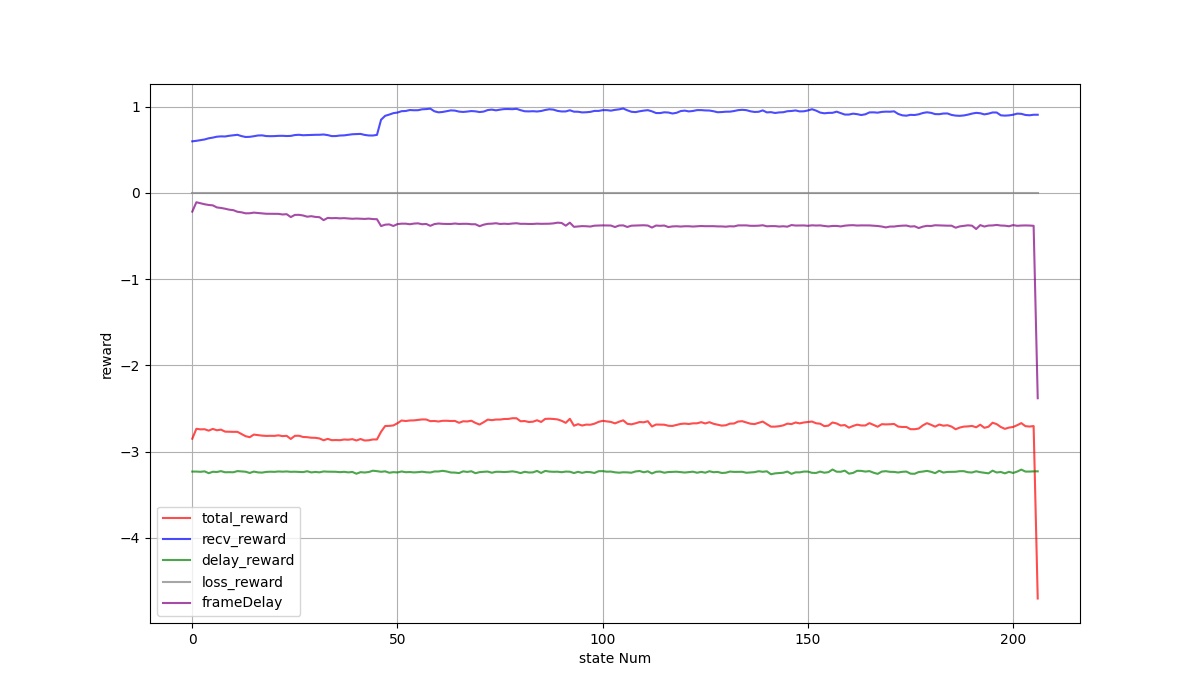 1
0
−1
−2
−3
−4
reward
total_reward
recv_reward
delay_reward
loss_reward
frameDelay
0
50
100
150
200
state Num